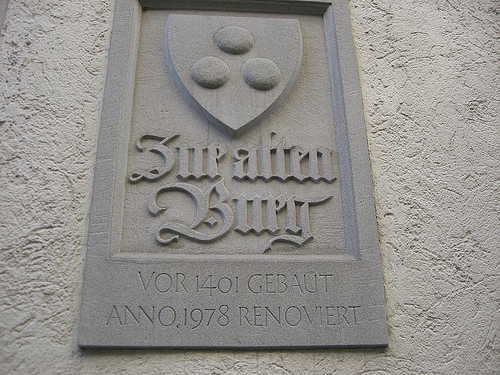 Zur alten
Burg
VOR 1401 GEBAUT
ANNO, 1978 RENOVIERT